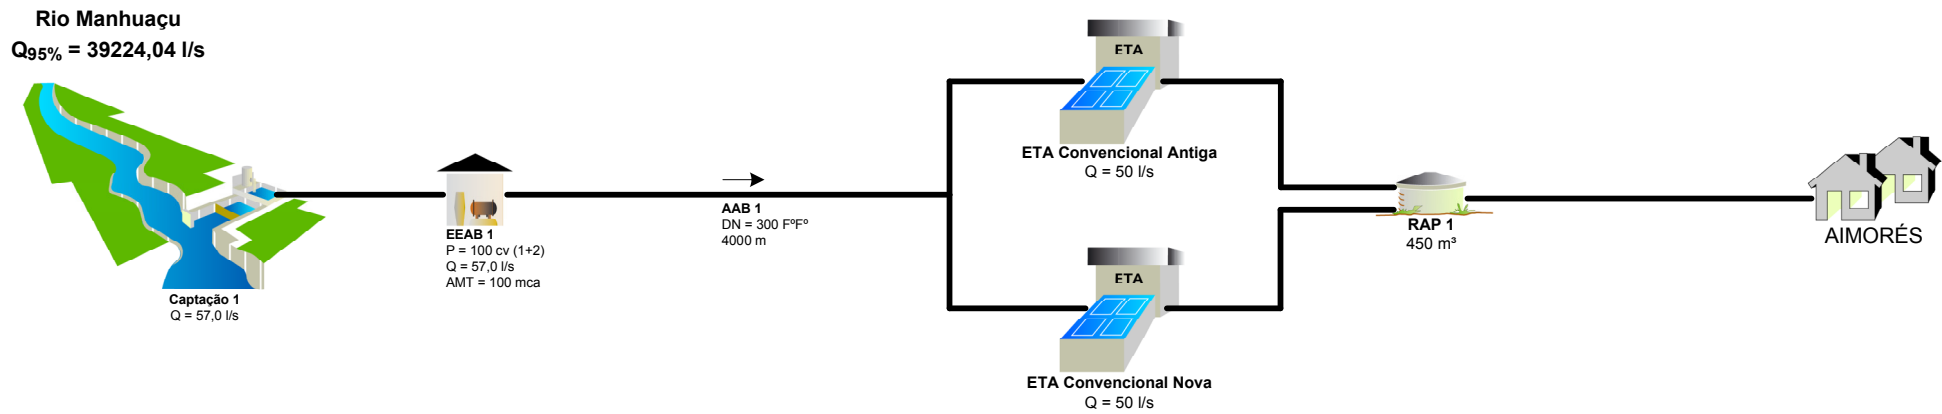 Rio Manhuaçu
Q95% = 39224,04 l/s
Captação 1
Q = 57,0 l/s
EEAB 1
P = 100 cv (1+2)
Q = 57,0 l/s
AMT = 100 mca
AAB 1
DN = 300 FºFº
4000 m
ETA
ETA Convencional Antiga
Q = 50 l/s
ETA
ETA Convencional Nova
Q = 50 l/s
RAP 1
450 m³
AIMORÉS